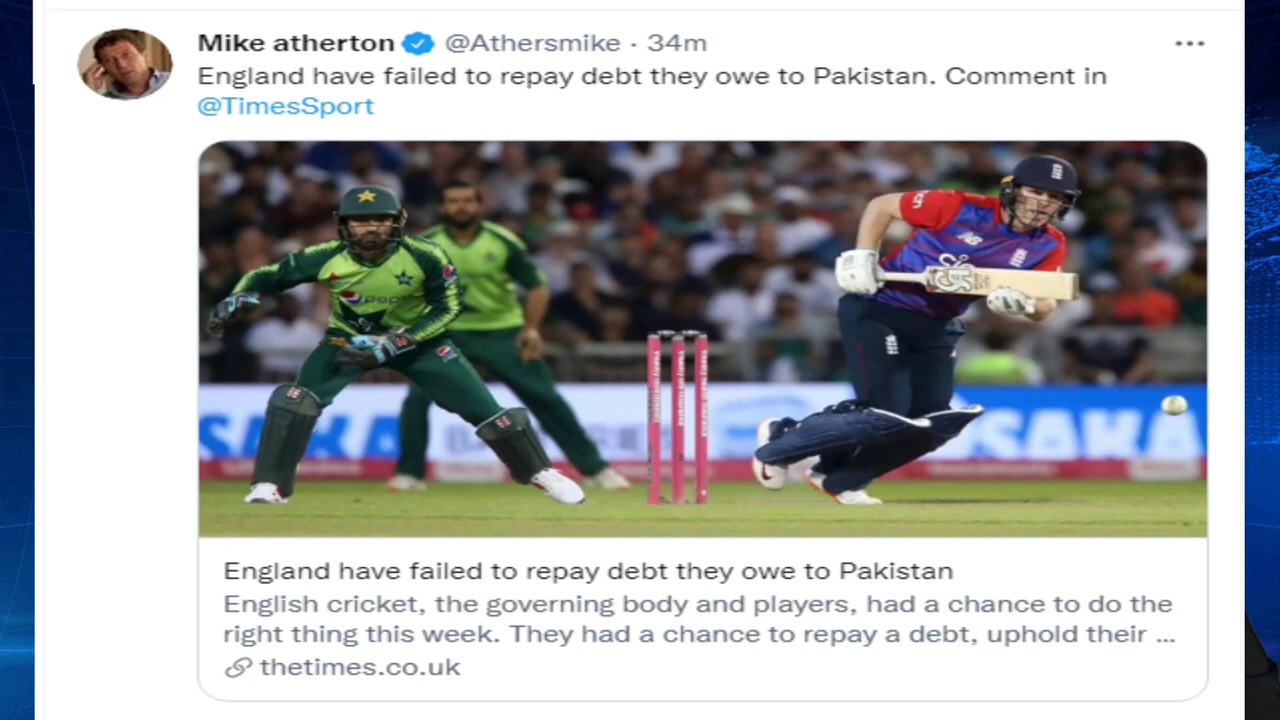 Mike atherton @Athersmike · 34m
England have failed to repay debt they owe to Pakistan. Comment in
@TimesSport
pepsi
NB
England have failed to repay debt they owe to Pakistan
English cricket, the governing body and players, had a chance to do the
right thing this week. They had a chance to repay a debt, uphold their ...
thetimes.co.uk